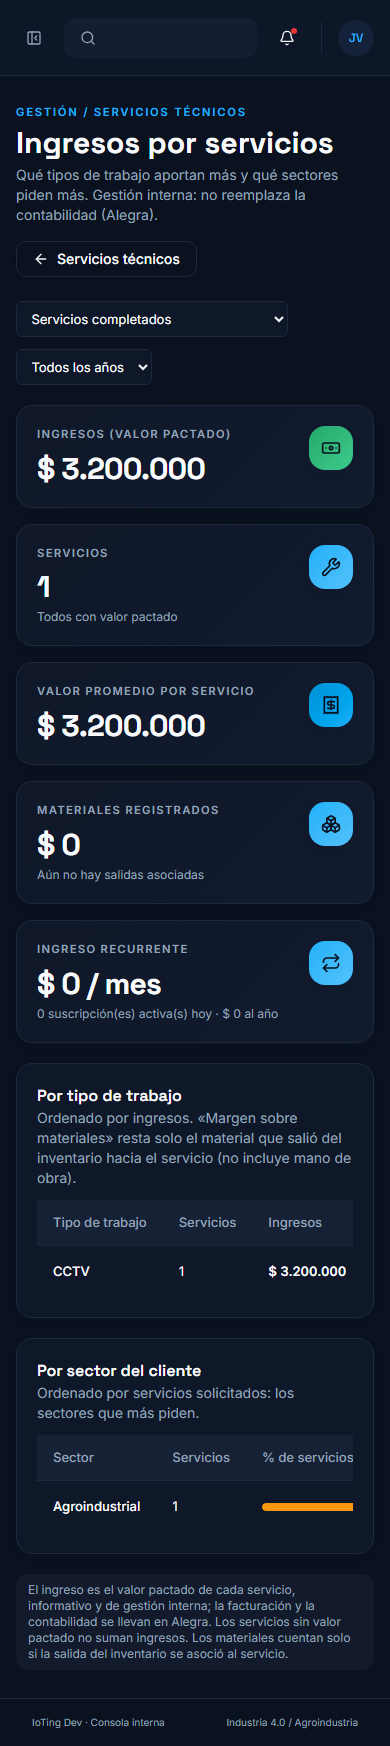 JV
GESTIÓN / SERVICIOS TÉCNICOS
Ingresos por servicios
Qué tipos de trabajo aportan más y qué sectores
piden más. Gestión interna: no reemplaza la
contabilidad (Alegra).
← Servicios técnicos
Servicios completados
Todos los años
INGRESOS (VALOR PACTADO)
$ 3.200.000
SERVICIOS
1
Todos con valor pactado
VALOR PROMEDIO POR SERVICIO
$ 3.200.000
MATERIALES REGISTRADOS
$ 0
Aún no hay salidas asociadas
INGRESO RECURRENTE
$ 0 / mes
0 suscripción(es) activa(s) hoy · $ 0 al año
Por tipo de trabajo
Ordenado por ingresos. «Margen sobre
materiales» resta solo el material que salió del
inventario hacia el servicio (no incluye mano de
obra).
Tipo de trabajo Servicios Ingresos
CCTV 1 $ 3.200.000
Por sector del cliente
Ordenado por servicios solicitados: los
sectores que más piden.
Sector Servicios % de servicios
Agroindustrial 1
El ingreso es el valor pactado de cada servicio,
informativo y de gestión interna; la facturación y la
contabilidad se llevan en Alegra. Los servicios sin valor
pactado no suman ingresos. Los materiales cuentan solo
si la salida del inventario se asoció al servicio.
IoTing Dev · Consola interna Industria 4.0 / Agroindustria